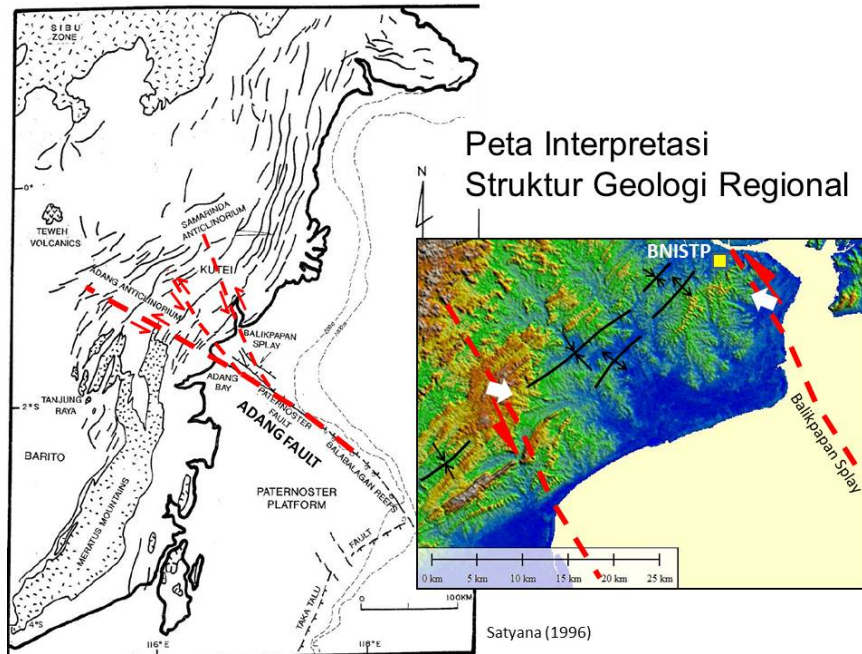 SIBU
ZONE
0°
TEWEH
VOLCANICS
SAMARINDA
ANTICLINORIUM
KUTEI
ADANG ANTICLINORIUM
BALIKPAPAN
SPLAY
ADANG
BAY
PATERNOSTER
FAULT
ADANG FAULT
BALABALAGAN REEFS
2°S
TANJUNG
RAYA
BARITO
MERATUS MOUNTAINS
PATERNOSTER
PLATFORM
FAULT
TAKA TALU
4°S
116°E
118°E
0
100KM
200m
N
Peta Interpretasi
Struktur Geologi Regional
BNISTP
Balikpapan Splay
0 km 5 km 10 km 15 km 20 km 25 km
Satyana (1996)